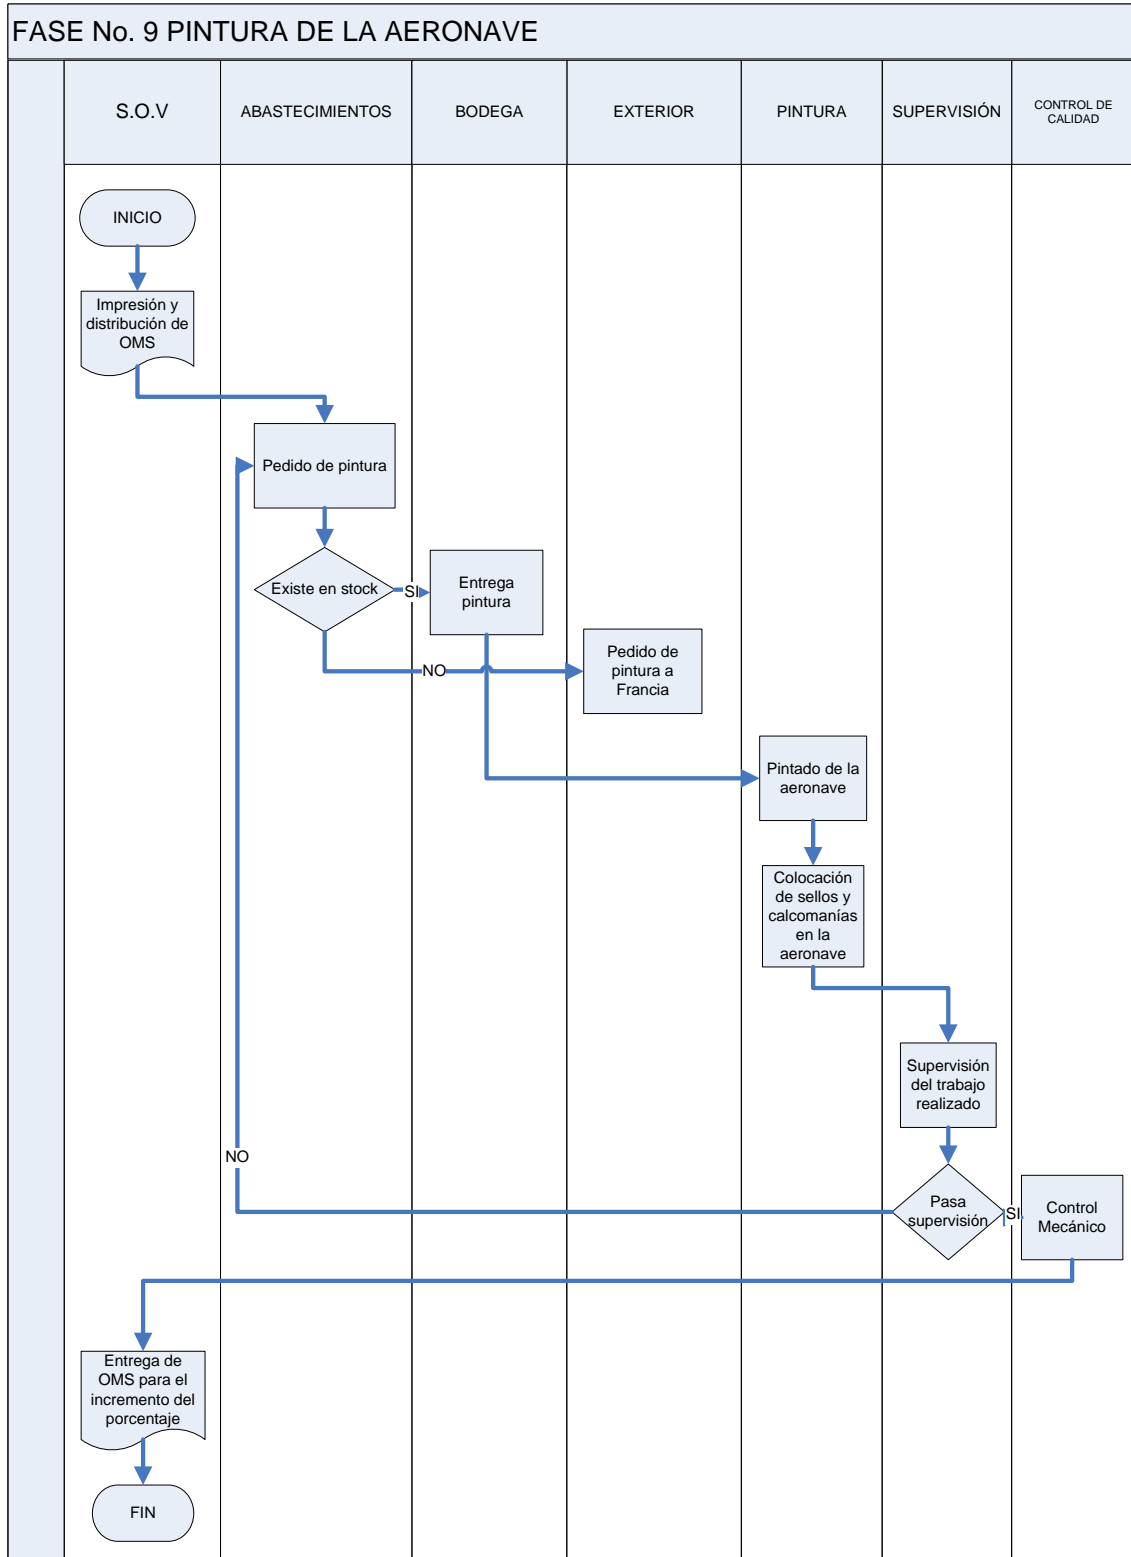 FASE No. 9 PINTURA DE LA AERONAVE
S.O.V
ABASTECIMIENTOS
BODEGA
EXTERIOR
PINTURA
SUPERVISIÓN
CONTROL DE
CALIDAD
INICIO
Impresión y
distribución de
OMS
Pedido de pintura
Existe en stock
SI
Entrega
pintura
NO
Pedido de
pintura a
Francia
Pintado de la
aeronave
Colocación
de sellos y
calcomanías
en la
aeronave
Supervisión
del trabajo
realizado
NO
Pasa
supervisión
SI
Control
Mecánico
Entrega de
OMS para el
incremento del
porcentaje
FIN